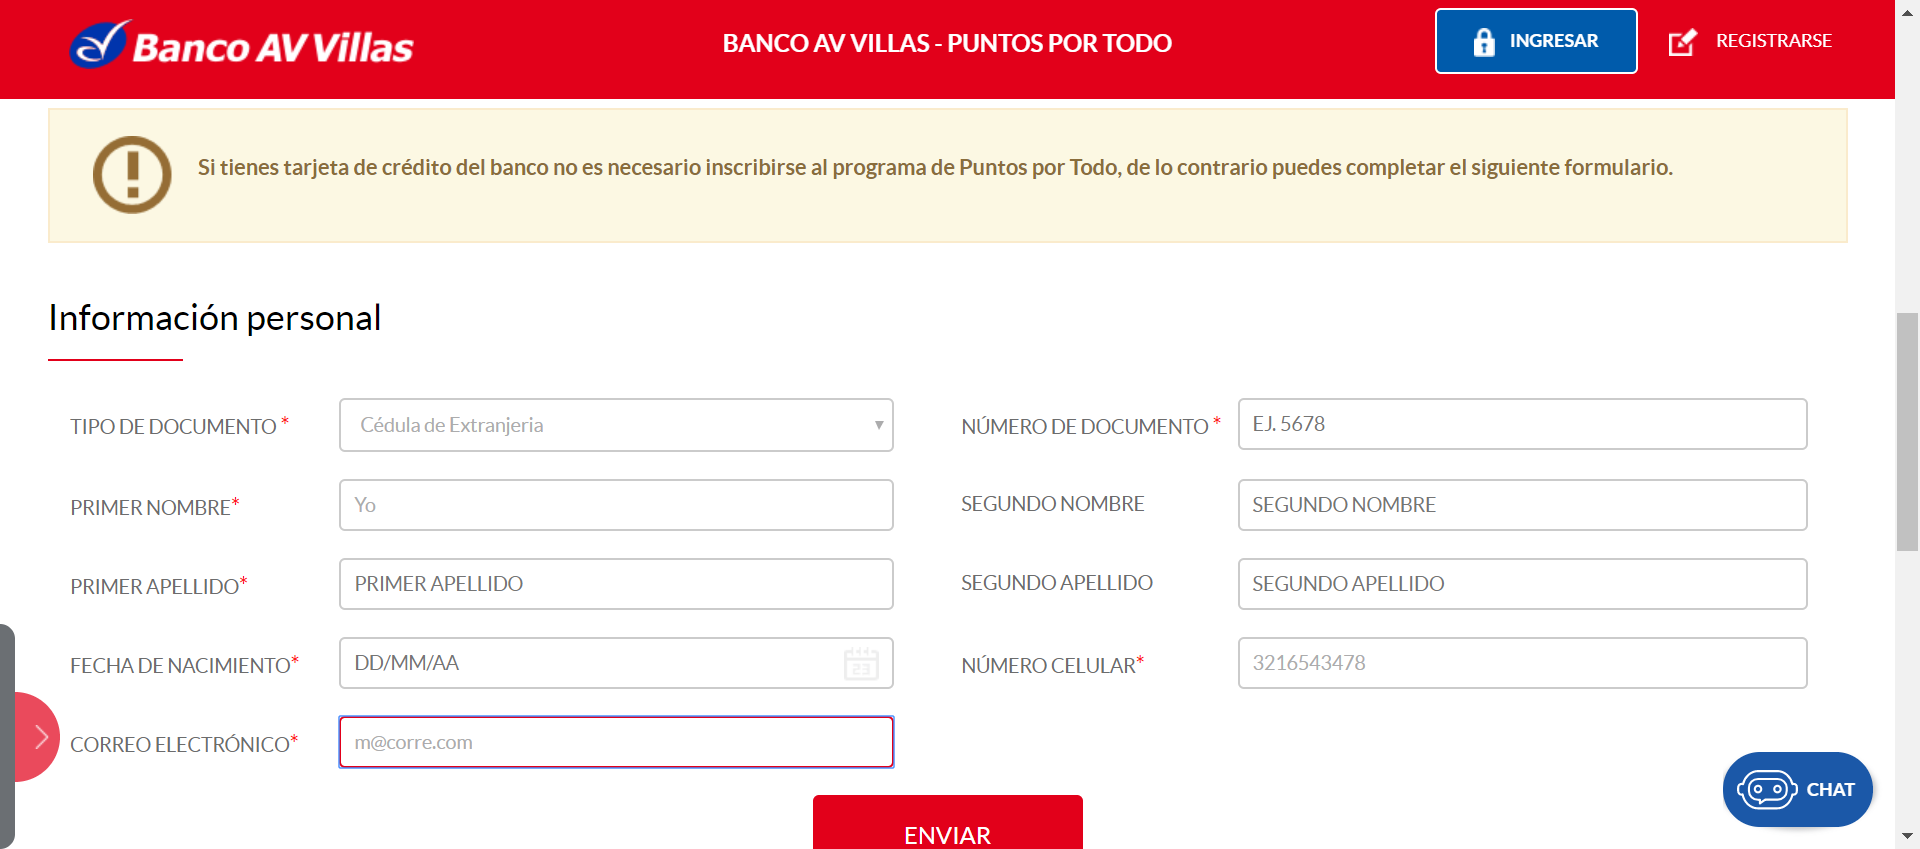 Banco AV Villas
BANCO AV VILLAS - PUNTOS POR TODO
INGRESAR
REGISTRARSE
Si tienes tarjeta de crédito del banco no es necesario inscribirse al programa de Puntos por Todo, de lo contrario puedes completar el siguiente formulario.
Información personal
TIPO DE DOCUMENTO *
Cédula de Extranjeria
NÚMERO DE DOCUMENTO *
EJ. 5678
PRIMER NOMBRE*
Yo
SEGUNDO NOMBRE
SEGUNDO NOMBRE
PRIMER APELLIDO*
PRIMER APELLIDO
SEGUNDO APELLIDO
SEGUNDO APELLIDO
FECHA DE NACIMIENTO*
DD/MM/AA
23
NÚMERO CELULAR*
3216543478
CORREO ELECTRÓNICO*
m@corre.com
CHAT
ENVIAR